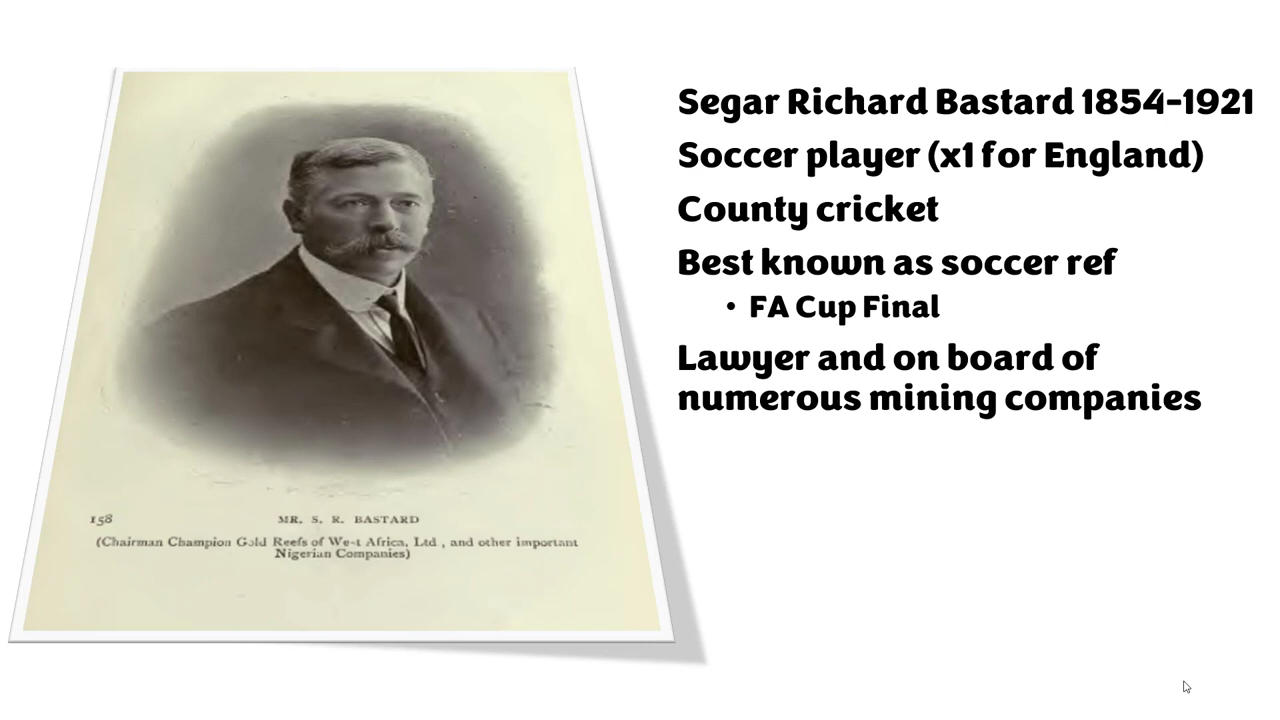 Segar Richard Bastard 1854-1921
Soccer player (x1 for England)
County cricket
Best known as soccer ref
• FA Cup Final
Lawyer and on board of
numerous mining companies
158
MR. S. R. BASTARD
(Chairman Champion Gold Reefs of West Africa, Ltd., and other important
Nigerian Companies)